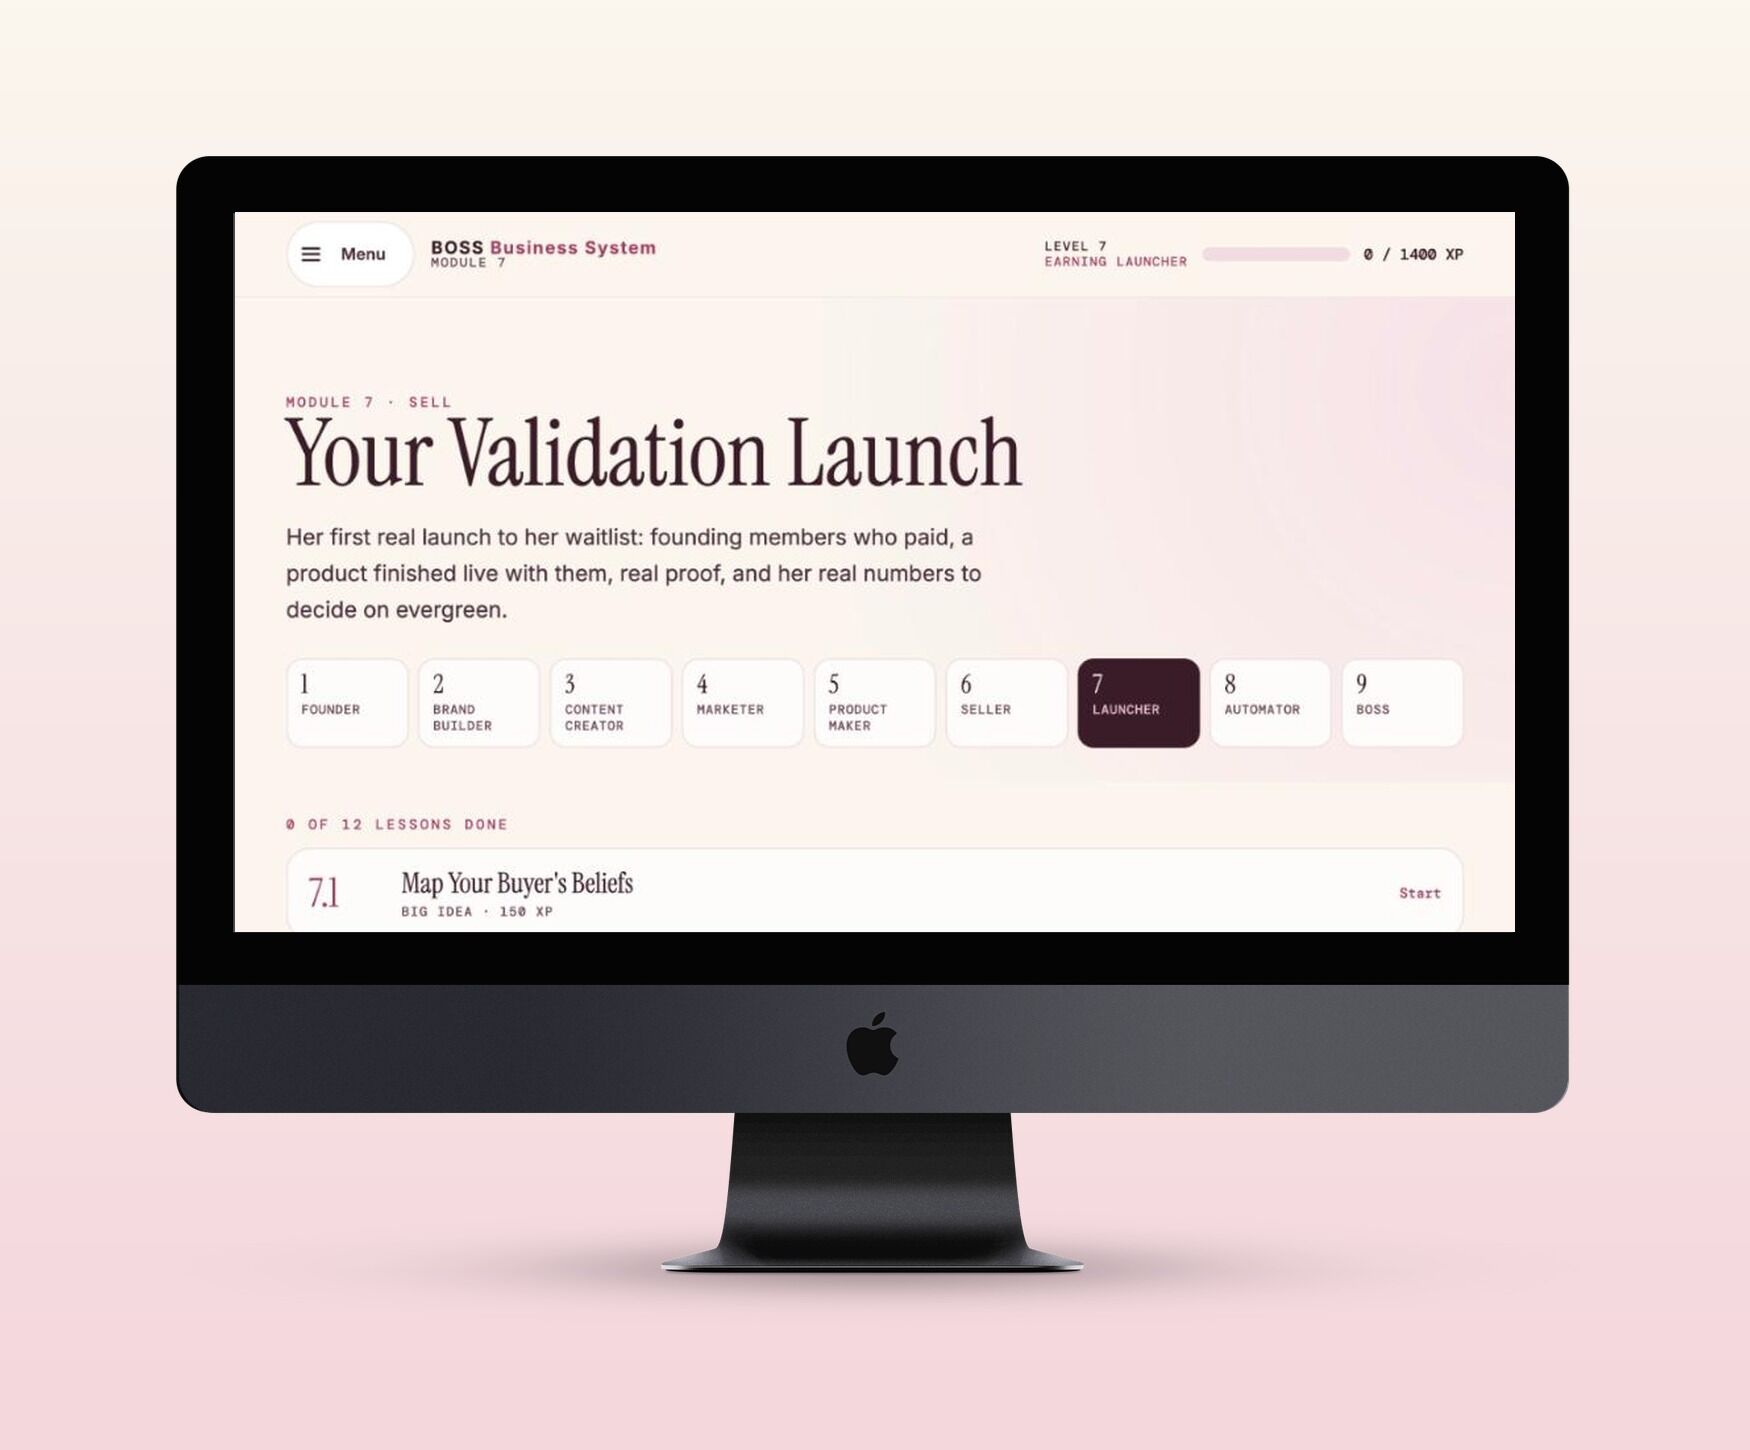 Menu
BOSS Business System
MODULE 7
LEVEL 7
EARNING LAUNCHER
0 / 1400 XP
MODULE 7 · SELL
Your Validation Launch
Her first real launch to her waitlist: founding members who paid, a
product finished live with them, real proof, and her real numbers to
decide on evergreen.
1
FOUNDER
2
BRAND
BUILDER
3
CONTENT
CREATOR
4
MARKETER
5
PRODUCT
MAKER
6
SELLER
7
LAUNCHER
8
AUTOMATOR
9
BOSS
0 OF 12 LESSONS DONE
7.1
Map Your Buyer's Beliefs
BIG IDEA · 150 XP
Start